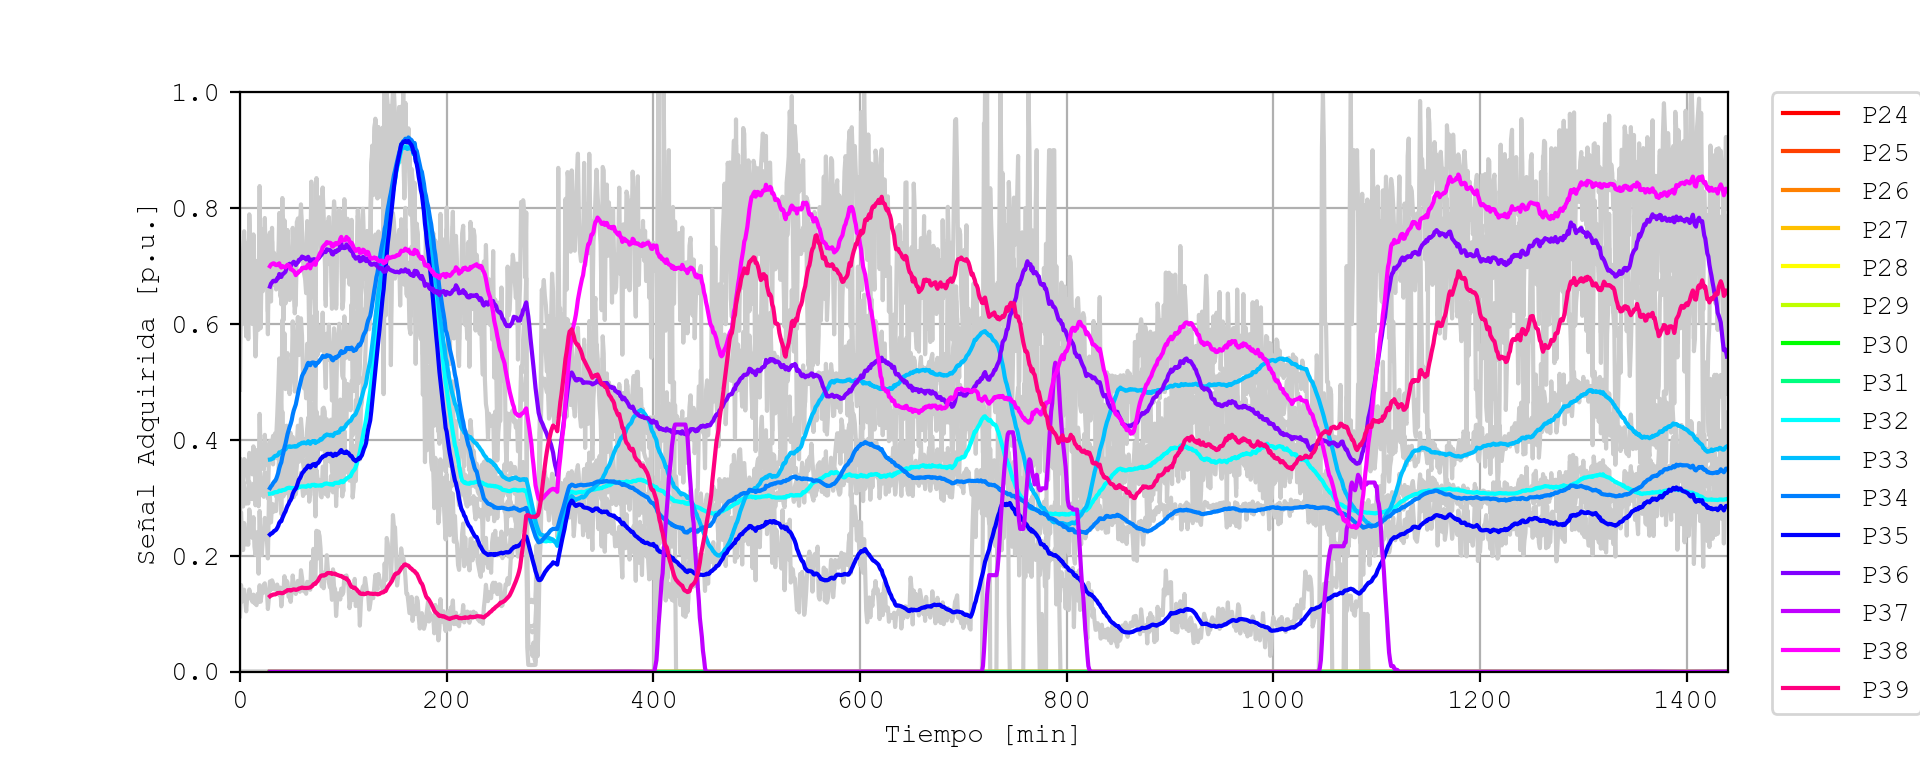 1.0
0.8
0.6
0.4
0.2
0.0
Señal Adquirida [p.u.]
0 200 400 600 800 1000 1200 1400
Tiempo [min]
P24
P25
P26
P27
P28
P29
P30
P31
P32
P33
P34
P35
P36
P37
P38
P39